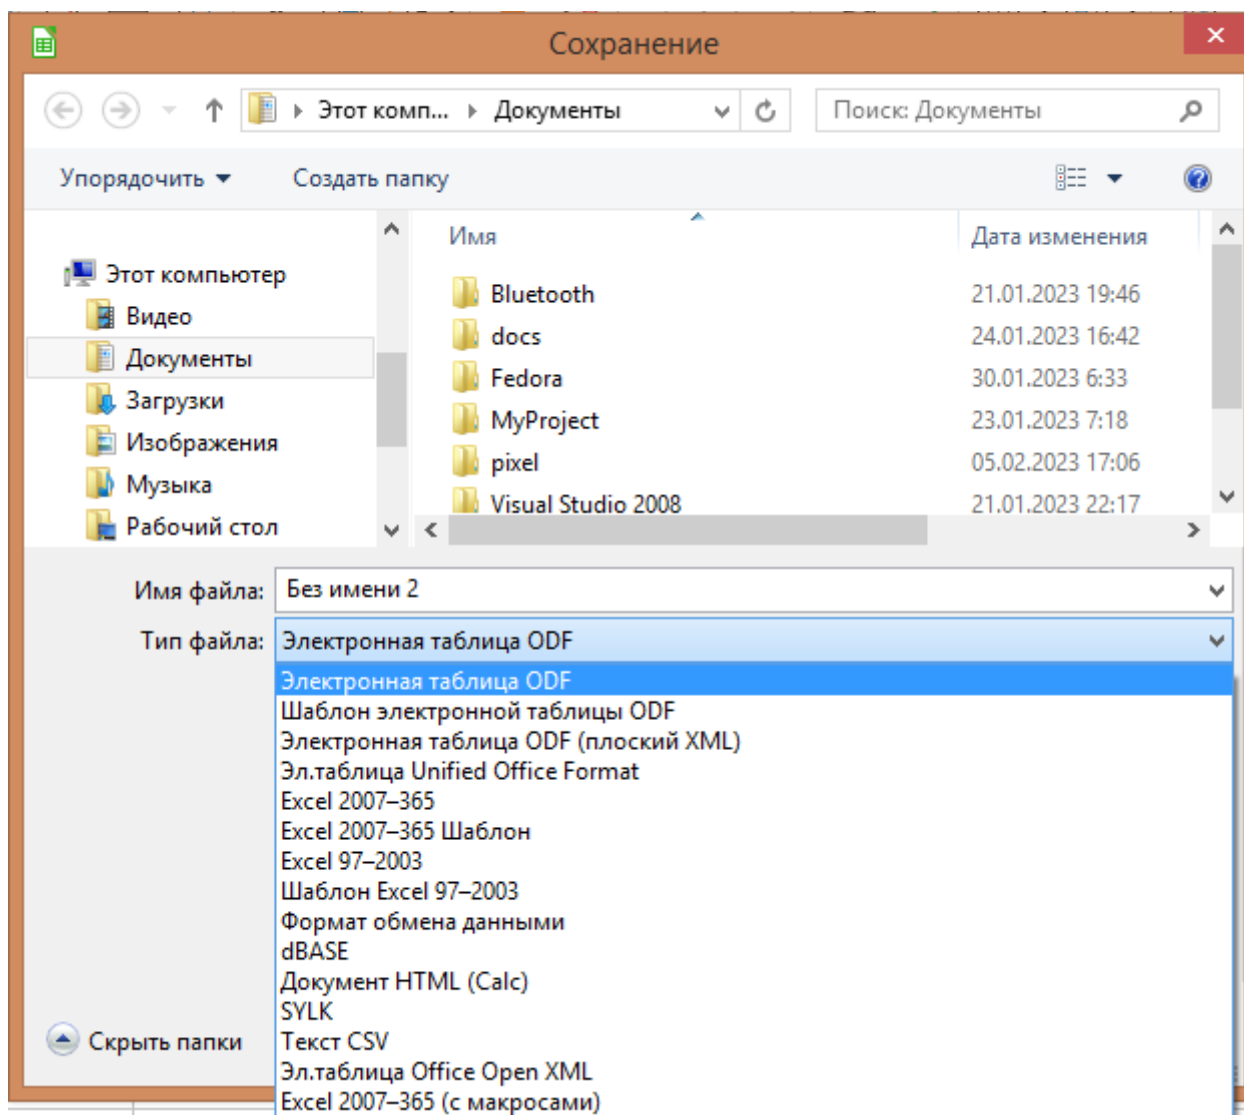 Сохранение
Этот комп... Документы
Поиск: Документы
Упорядочить
Создать папку
Имя
Дата изменения
Этот компьютер
Видео
Документы
Загрузки
Изображения
Музыка
Рабочий стол
Bluetooth 21.01.2023 19:46
docs 24.01.2023 16:42
Fedora 30.01.2023 6:33
MyProject 23.01.2023 7:18
pixel 05.02.2023 17:06
Visual Studio 2008 21.01.2023 22:17
Имя файла: Без имени 2
Тип файла: Электронная таблица ODF
Электронная таблица ODF
Шаблон электронной таблицы ODF
Электронная таблица ODF (плоский XML)
Эл.таблица Unified Office Format
Excel 2007–365
Excel 2007–365 Шаблон
Excel 97–2003
Шаблон Excel 97–2003
Формат обмена данными
dBASE
Документ HTML (Calc)
SYLK
Текст CSV
Эл.таблица Office Open XML
Excel 2007–365 (с макросами)
Скрыть папки